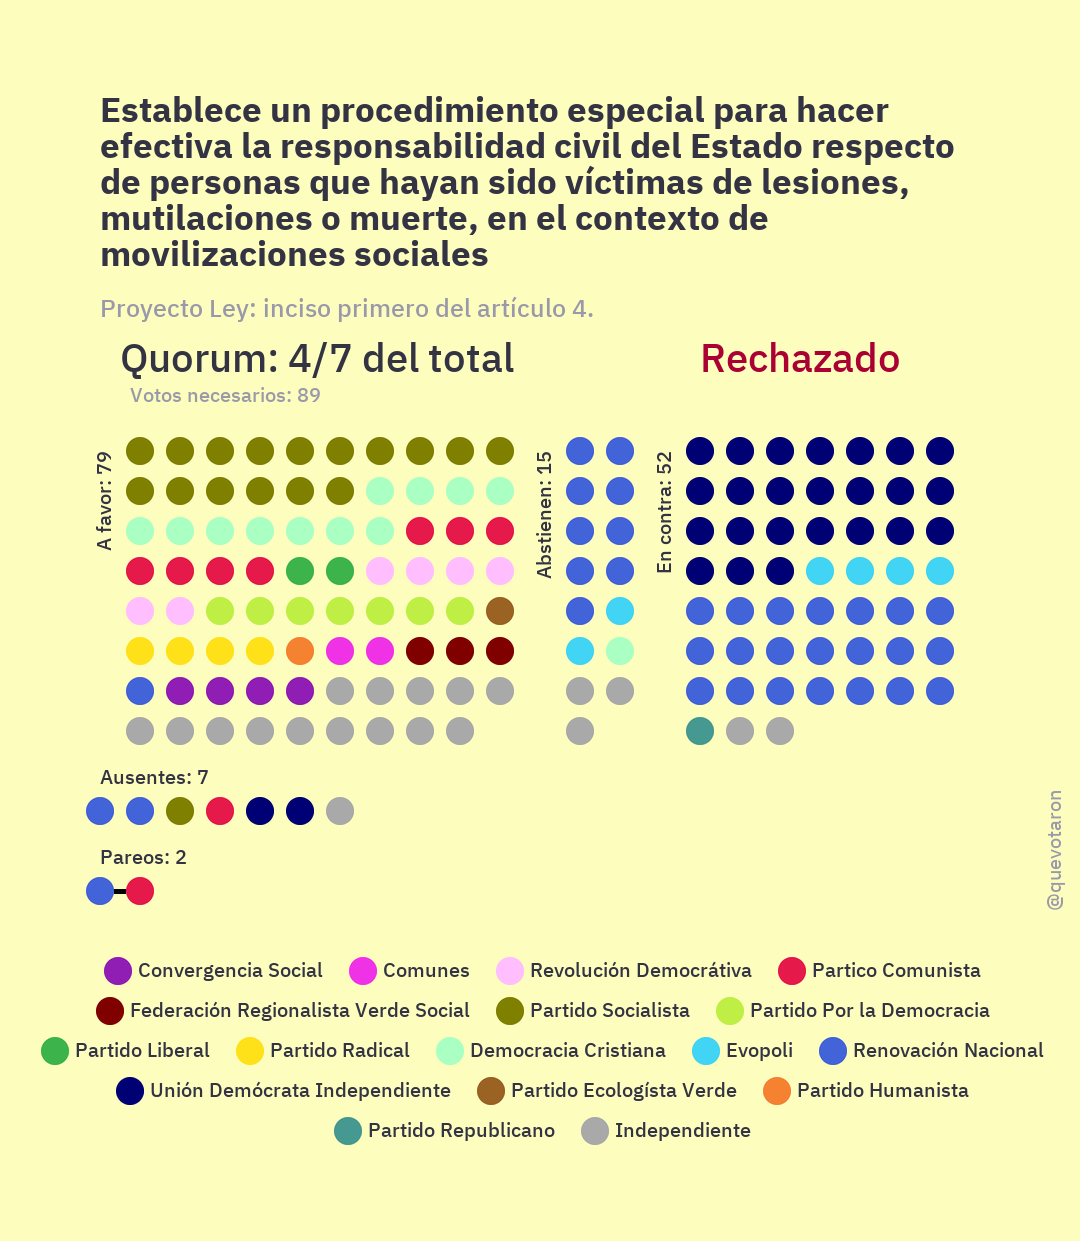 Establece un procedimiento especial para hacer
efectiva la responsabilidad civil del Estado respecto
de personas que hayan sido víctimas de lesiones,
mutilaciones o muerte, en el contexto de
movilizaciones sociales
Proyecto Ley: inciso primero del artículo 4.
Quorum: 4/7 del total
Rechazado
Votos necesarios: 89
A favor: 79
Abstienen: 15
En contra: 52
Ausentes: 7
Pareos: 2
@quevotaron
Convergencia Social
Comunes
Revolución Democrátiva
Partico Comunista
Federación Regionalista Verde Social
Partido Socialista
Partido Por la Democracia
Partido Liberal
Partido Radical
Democracia Cristiana
Evopoli
Renovación Nacional
Unión Demócrata Independiente
Partido Ecologísta Verde
Partido Humanista
Partido Republicano
Independiente